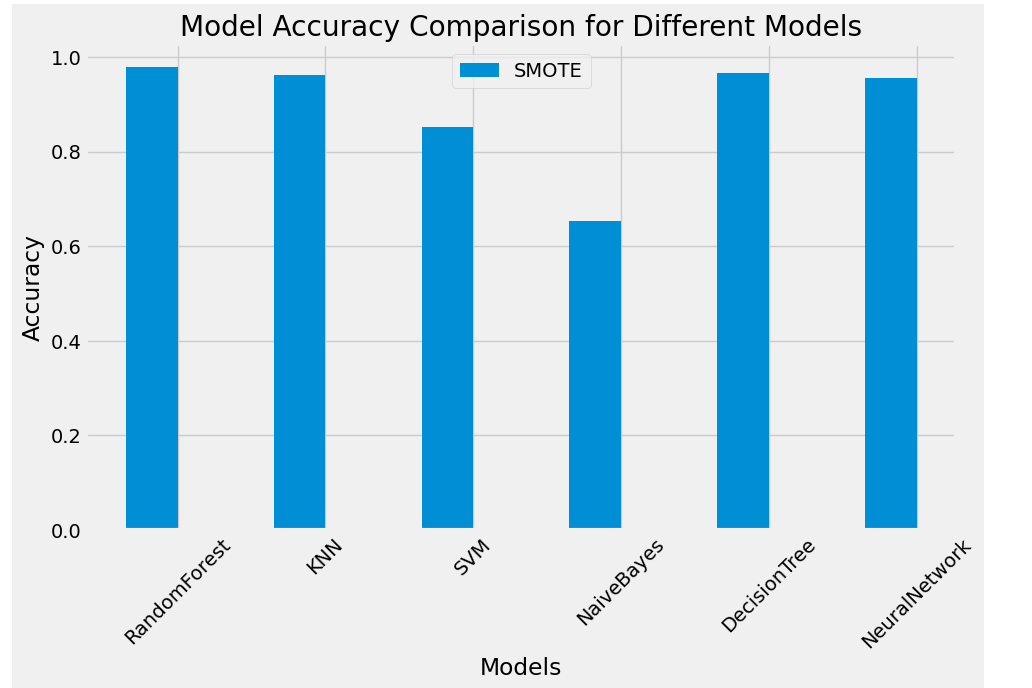 Model Accuracy Comparison for Different Models
SMOTE
1.0
0.8
0.6
0.4
0.2
0.0
Accuracy
RandomForest
KNN
SVM
NaiveBayes
DecisionTree
NeuralNetwork
Models